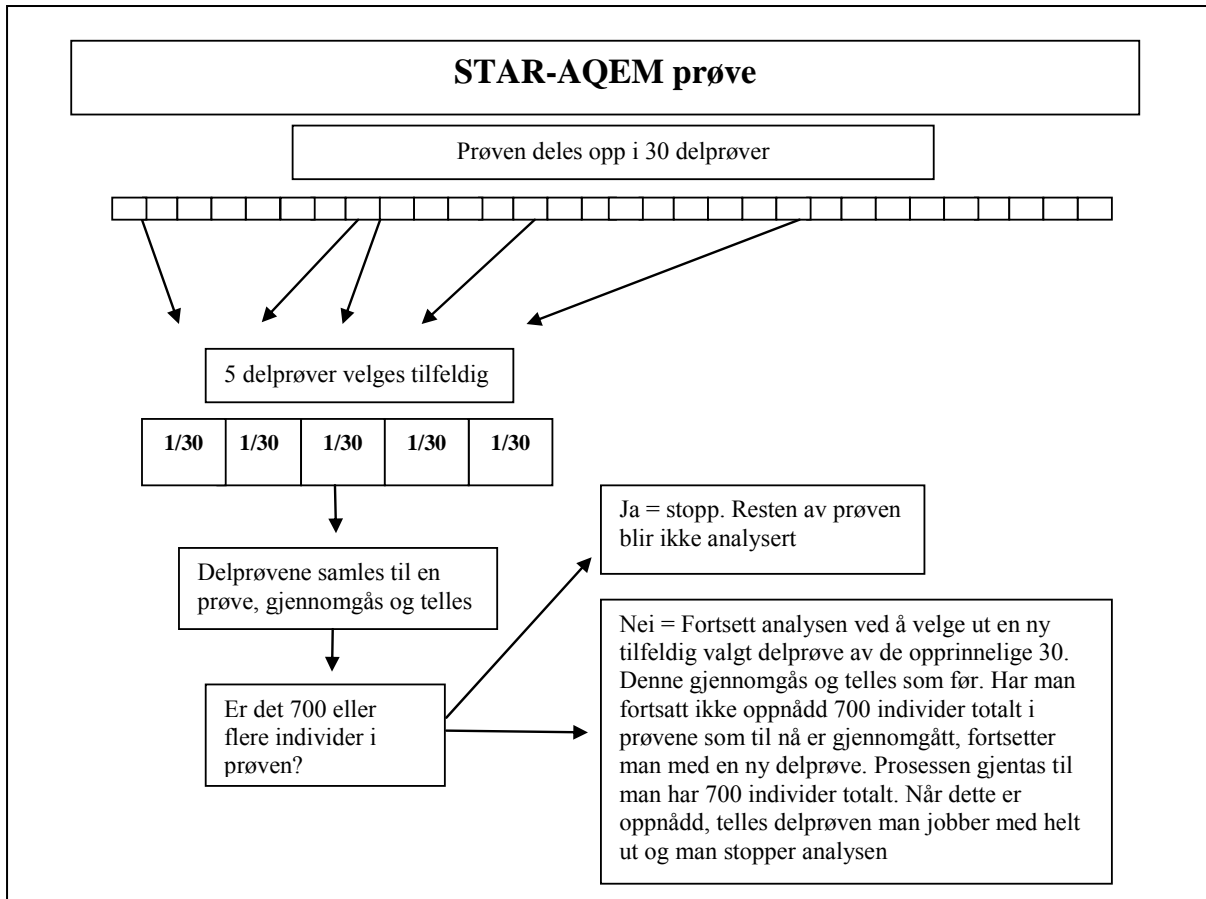 STAR-AQEM prøve
Prøven deles opp i 30 delprøver
5 delprøver velges tilfeldig
1/30 1/30 1/30 1/30 1/30
Delprøvene samles til en
prøve, gjennomgås og telles
Er det 700 eller
flere individer i
prøven?
Ja = stopp. Resten av prøven
blir ikke analysert
Nei = Fortsett analysen ved å velge ut en ny
tilfeldig valgt delprøve av de opprinnelige 30.
Denne gjennomgås og telles som før. Har man
fortsatt ikke oppnådd 700 individer totalt i
prøvene som til nå er gjennomgått, fortsetter
man med en ny delprøve. Prosessen gjentas til
man har 700 individer totalt. Når dette er
oppnådd, telles delprøven man jobber med helt
ut og man stopper analysen